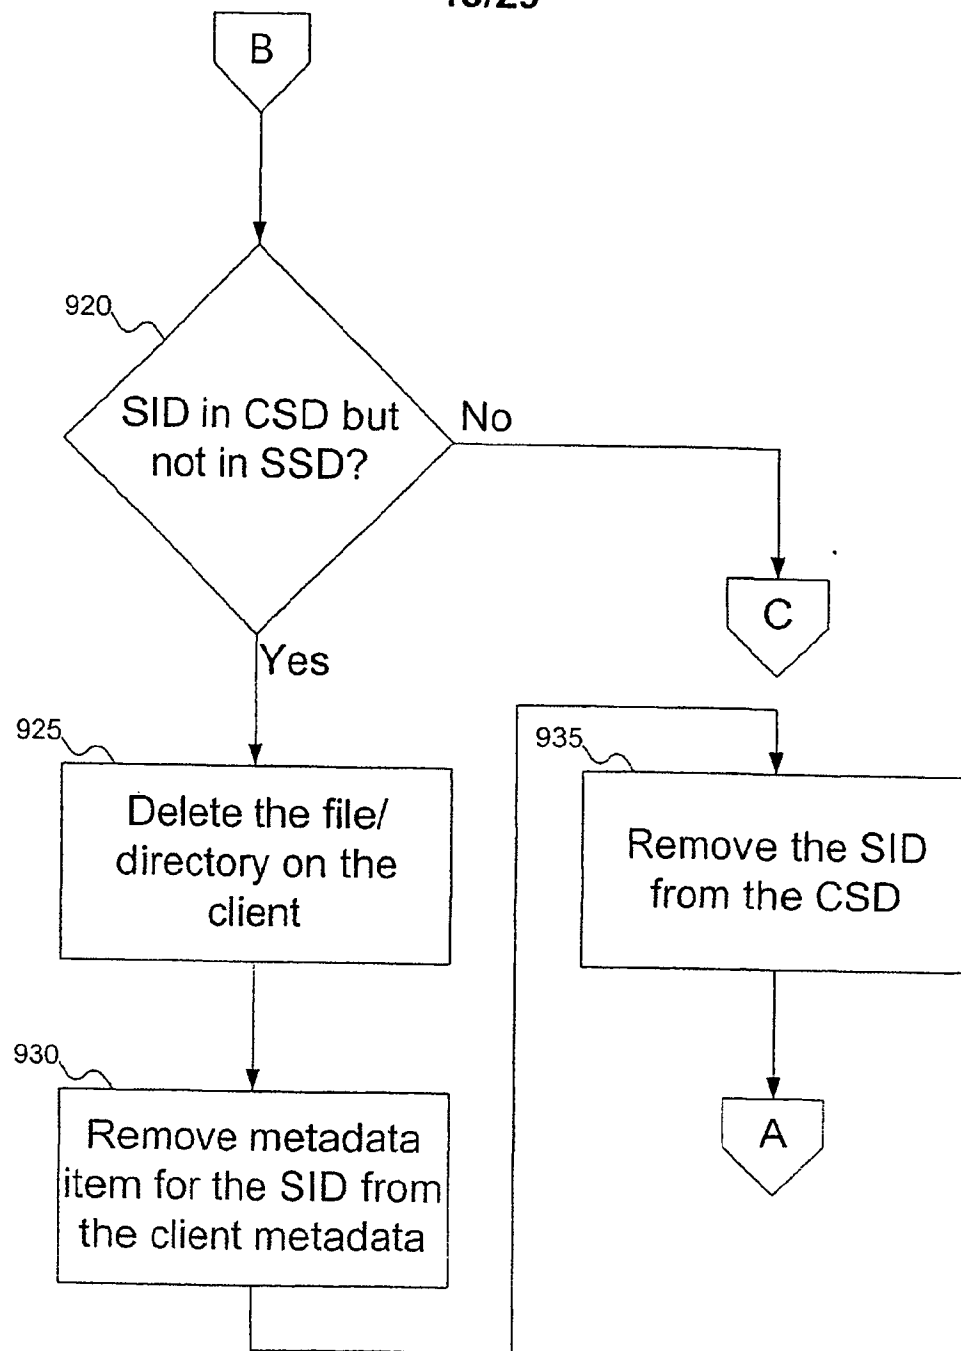 B
920
SID in CSD but
not in SSD?
No
C
Yes
925
Delete the file/
directory on the
client
935
Remove the SID
from the CSD
930
Remove metadata
item for the SID from
the client metadata
A